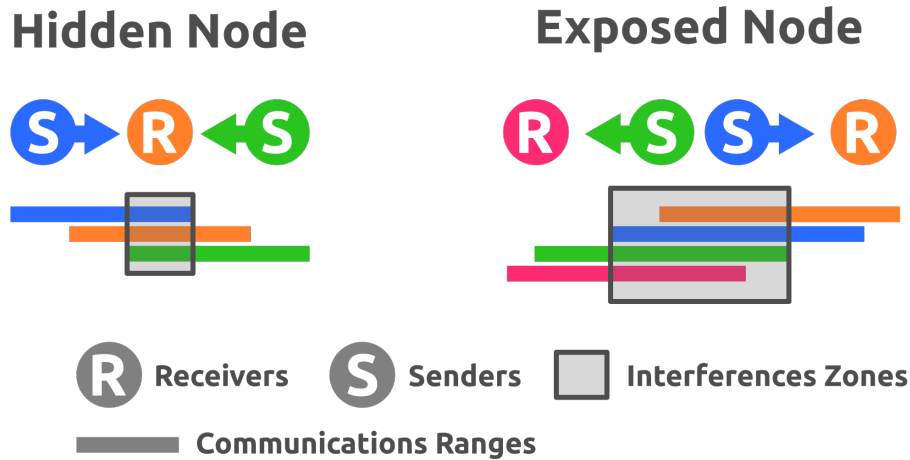 Hidden Node
Exposed Node
S R S
R S S R
R Receivers
S Senders
Interferences Zones
Communications Ranges